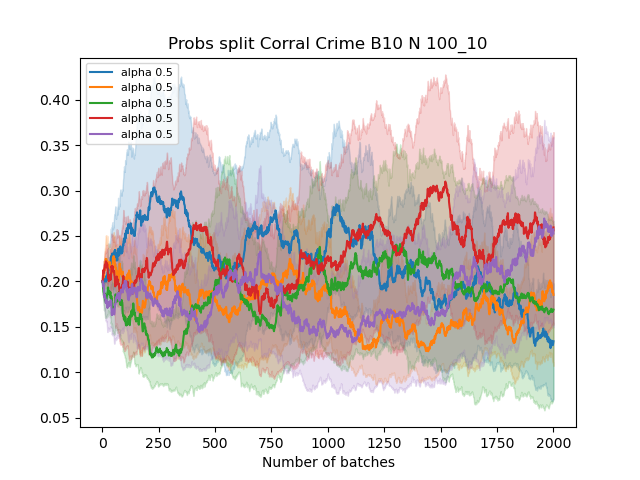 Probs split Corral Crime B10 N 100_10
alpha 0.5
alpha 0.5
alpha 0.5
alpha 0.5
alpha 0.5
0.40
0.35
0.30
0.25
0.20
0.15
0.10
0.05
0 250 500 750 1000 1250 1500 1750 2000
Number of batches